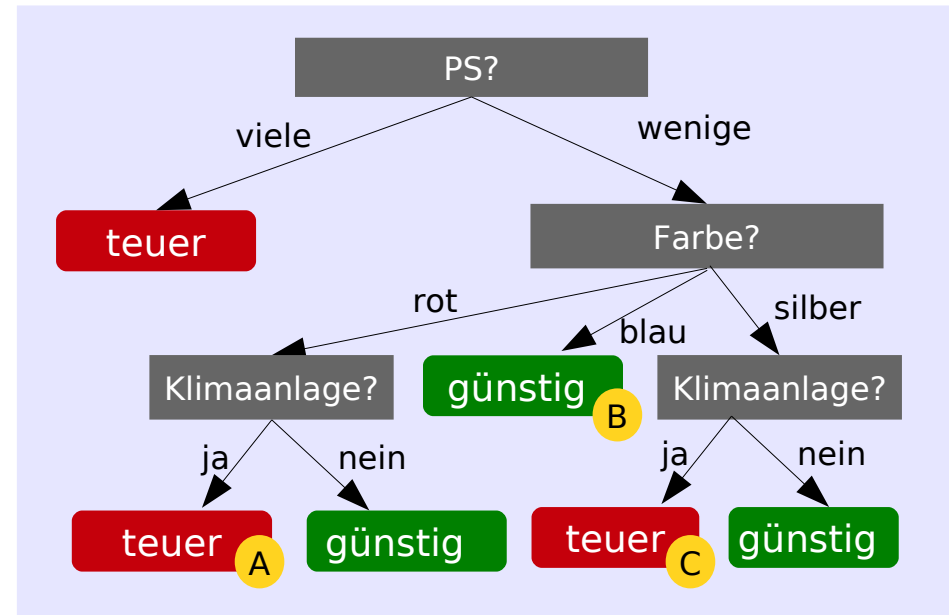 PS?
viele
wenige
teuer
Farbe?
rot
blau
silber
Klimaanlage?
günstig
B
Klimaanlage?
ja
nein
ja
nein
teuer
A
günstig
teuer
C
günstig